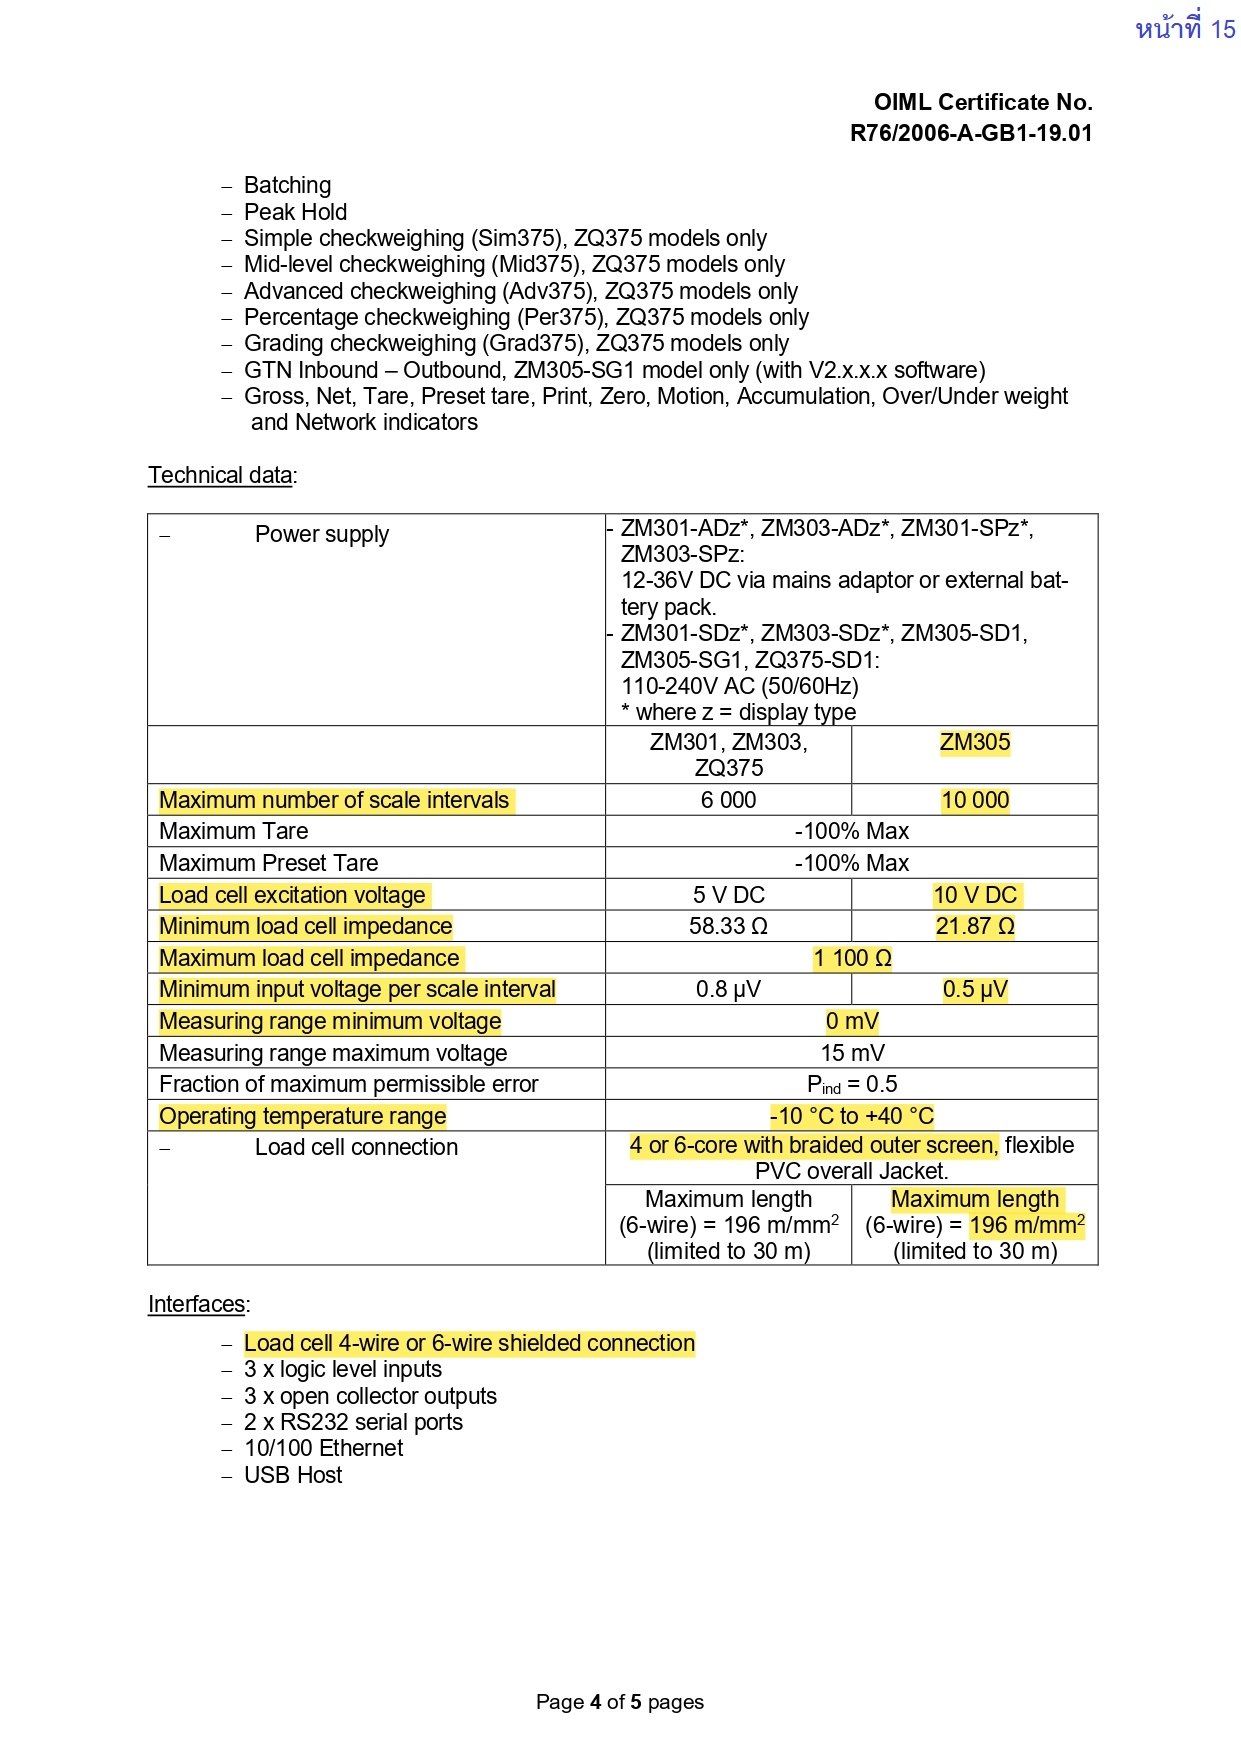 หน้าที่ 15
OIML Certificate No.
R76/2006-A-GB1-19.01
– Batching
– Peak Hold
– Simple checkweighing (Sim375), ZQ375 models only
– Mid-level checkweighing (Mid375), ZQ375 models only
– Advanced checkweighing (Adv375), ZQ375 models only
– Percentage checkweighing (Per375), ZQ375 models only
– Grading checkweighing (Grad375), ZQ375 models only
– GTN Inbound – Outbound, ZM305-SG1 model only (with V2.x.x.x software)
– Gross, Net, Tare, Preset tare, Print, Zero, Motion, Accumulation, Over/Under weight
and Network indicators
Technical data:
– Power supply
- ZM301-ADz*, ZM303-ADz*, ZM301-SPz*,
ZM303-SPz:
12-36V DC via mains adaptor or external bat-
tery pack.
- ZM301-SDz*, ZM303-SDz*, ZM305-SD1,
ZM305-SG1, ZQ375-SD1:
110-240V AC (50/60Hz)
* where z = display type
ZM301, ZM303,
ZQ375
ZM305
Maximum number of scale intervals 6 000 10 000
Maximum Tare -100% Max
Maximum Preset Tare -100% Max
Load cell excitation voltage 5 V DC 10 V DC
Minimum load cell impedance 58.33 Ω 21.87 Ω
Maximum load cell impedance 1 100 Ω
Minimum input voltage per scale interval 0.8 µV 0.5 µV
Measuring range minimum voltage 0 mV
Measuring range maximum voltage 15 mV
Fraction of maximum permissible error Pind = 0.5
Operating temperature range -10 °C to +40 °C
– Load cell connection
4 or 6-core with braided outer screen, flexible
PVC overall Jacket.
Maximum length
(6-wire) = 196 m/mm²
(limited to 30 m)
Maximum length
(6-wire) = 196 m/mm²
(limited to 30 m)
Interfaces:
– Load cell 4-wire or 6-wire shielded connection
– 3 x logic level inputs
– 3 x open collector outputs
– 2 x RS232 serial ports
– 10/100 Ethernet
– USB Host
Page 4 of 5 pages